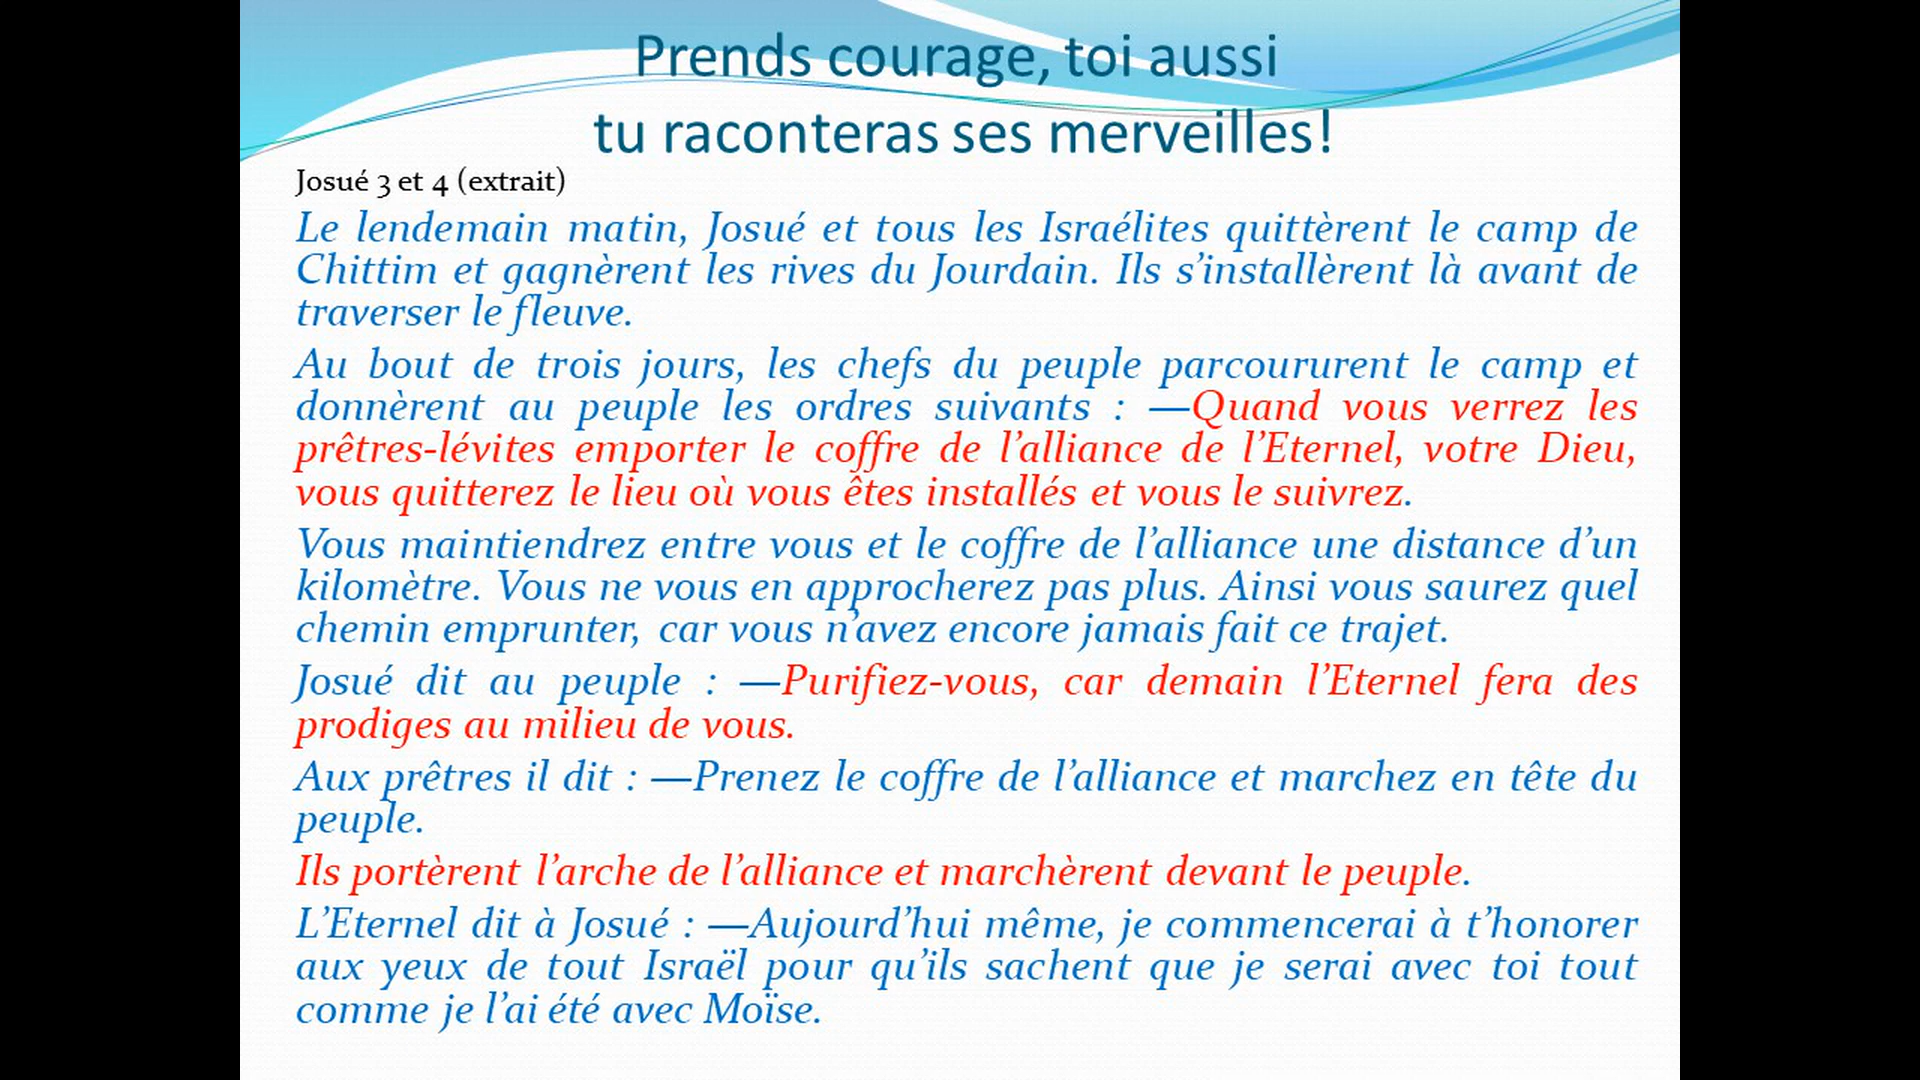 Prends courage, toi aussi
tu raconteras ses merveilles!
Josué 3 et 4 (extrait)
Le lendemain matin, Josué et tous les Israélites quittèrent le camp de
Chittim et gagnèrent les rives du Jourdain. Ils s’installèrent là avant de
traverser le fleuve.
Au bout de trois jours, les chefs du peuple parcoururent le camp et
donnèrent au peuple les ordres suivants : —Quand vous verrez les
prêtres-lévites emporter le coffre de l’alliance de l’Eternel, votre Dieu,
vous quitterez le lieu où vous êtes installés et vous le suivrez.
Vous maintiendrez entre vous et le coffre de l’alliance une distance d’un
kilomètre. Vous ne vous en approcherez pas plus. Ainsi vous saurez quel
chemin emprunter, car vous n’avez encore jamais fait ce trajet.
Josué dit au peuple : —Purifiez-vous, car demain l’Eternel fera des
prodiges au milieu de vous.
Aux prêtres il dit : —Prenez le coffre de l’alliance et marchez en tête du
peuple.
Ils portèrent l’arche de l’alliance et marchèrent devant le peuple.
L’Eternel dit à Josué : —Aujourd’hui même, je commencerai à t’honorer
aux yeux de tout Israël pour qu’ils sachent que je serai avec toi tout
comme je l’ai été avec Moïse.